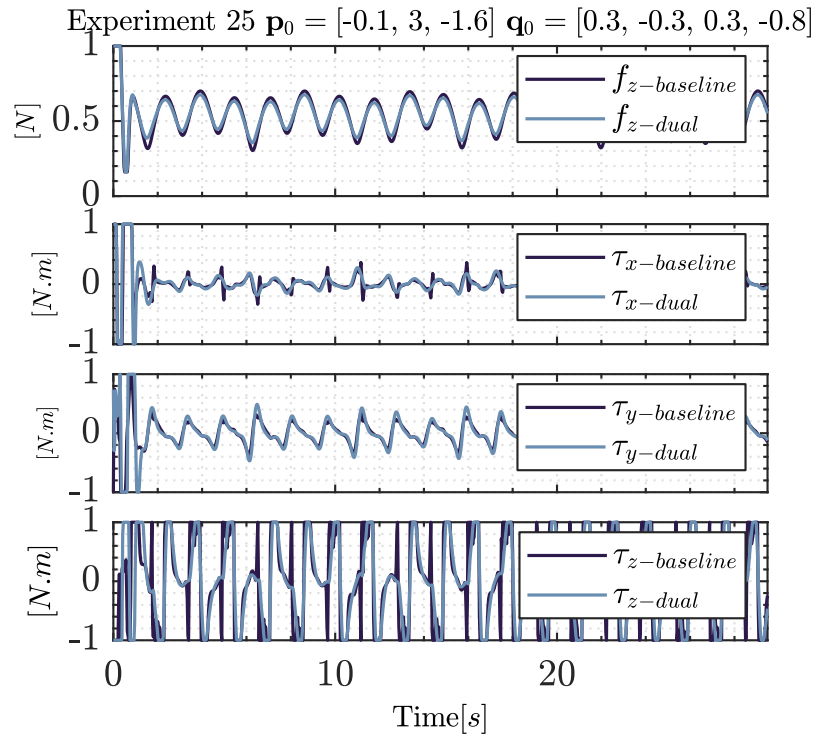 Experiment 25 p₀ = [-0.1, 3, -1.6] q₀ = [0.3, -0.3, 0.3, -0.8]
1
0.5
0
[N]
f_{z-baseline}
f_{z-dual}
1
0
-1
[N.m]
τ_{x-baseline}
τ_{x-dual}
1
0
-1
[N.m]
τ_{y-baseline}
τ_{y-dual}
1
0
-1
[N.m]
τ_{z-baseline}
τ_{z-dual}
0 10 20
Time[s]